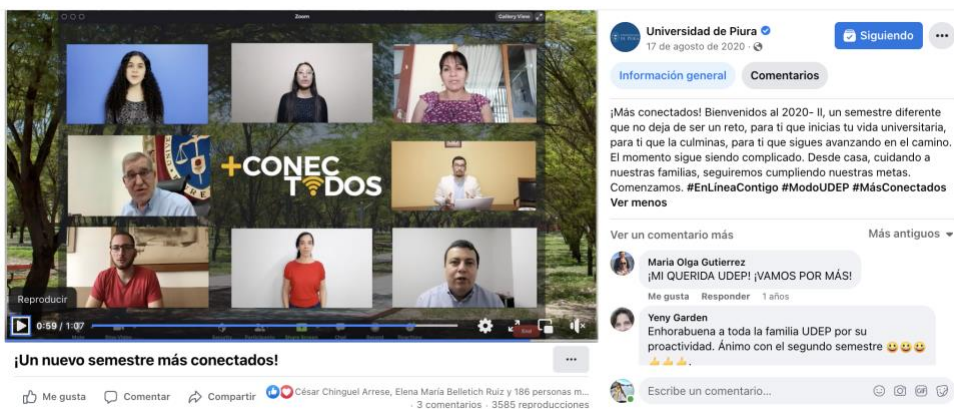 Zoom
Gallery View
+CONEC
TODOS
Reproducir
0:59 / 1:07
¡Un nuevo semestre más conectados!
Me gusta
Comentar
Compartir
César Chinguel Arrese, Elena María Belletich Ruiz y 186 personas m...
· 3 comentarios · 3585 reproducciones
Universidad de Piura
17 de agosto de 2020 ·
Siguiendo
Información general
Comentarios
¡Más conectados! Bienvenidos al 2020- II, un semestre diferente
que no deja de ser un reto, para ti que inicias tu vida universitaria,
para ti que la culminas, para ti que sigues avanzando en el camino.
El momento sigue siendo complicado. Desde casa, cuidando a
nuestras familias, seguiremos cumpliendo nuestras metas.
Comenzamos. #EnLíneaContigo #ModoUDEP #MásConectados
Ver menos
Ver un comentario más
Más antiguos
Maria Olga Gutierrez
¡MI QUERIDA UDEP! ¡VAMOS POR MÁS!
Me gusta Responder 1 años
Yeny Garden
Enhorabuena a toda la familia UDEP por su
proactividad. Ánimo con el segundo semestre 😃😃😃
👍👍👍.
Escribe un comentario...
GIF